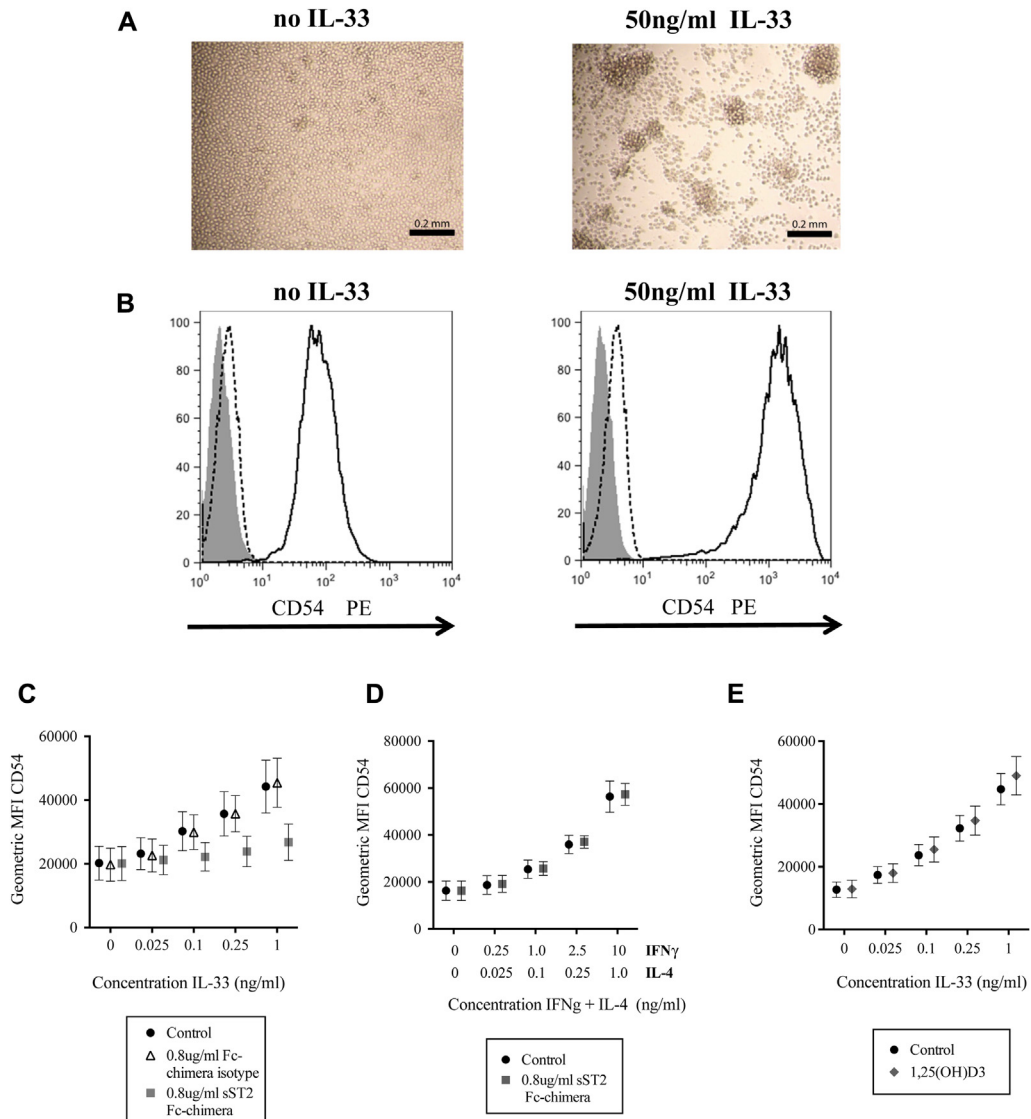 A
no IL-33
50ng/ml IL-33
0.2 mm
0.2 mm
B
no IL-33
50ng/ml IL-33
100
80
60
40
20
0
10⁰ 10¹ 10² 10³ 10⁴
CD54 PE
100
80
60
40
20
0
10⁰ 10¹ 10² 10³ 10⁴
CD54 PE
C
Geometric MFI CD54
60000
40000
20000
0
0 0.025 0.1 0.25 1
Concentration IL-33 (ng/ml)
Control
0.8ug/ml Fc-
chimera isotype
0.8ug/ml sST2
Fc-chimera
D
Geometric MFI CD54
80000
60000
40000
20000
0
0 0.25 1.0 2.5 10 IFNγ
0 0.025 0.1 0.25 1.0 IL-4
Concentration IFNg + IL-4 (ng/ml)
Control
0.8ug/ml sST2
Fc-chimera
E
Geometric MFI CD54
60000
40000
20000
0
0 0.025 0.1 0.25 1
Concentration IL-33 (ng/ml)
Control
1,25(OH)D3